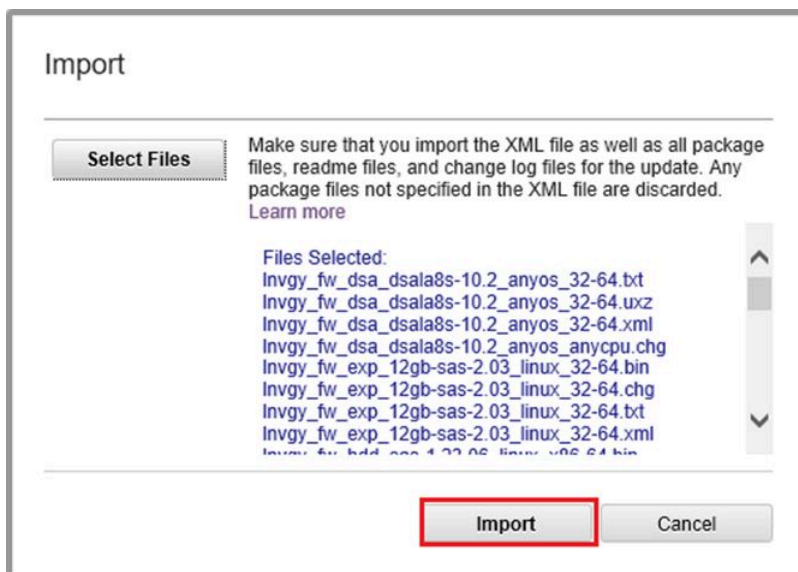 Import
Select Files
Make sure that you import the XML file as well as all package
files, readme files, and change log files for the update. Any
package files not specified in the XML file are discarded.
Learn more
Files Selected:
lnvgy_fw_dsa_dsala8s-10.2_anyos_32-64.txt
lnvgy_fw_dsa_dsala8s-10.2_anyos_32-64.uxz
lnvgy_fw_dsa_dsala8s-10.2_anyos_32-64.xml
lnvgy_fw_dsa_dsala8s-10.2_anyos_anycpu.chg
lnvgy_fw_exp_12gb-sas-2.03_linux_32-64.bin
lnvgy_fw_exp_12gb-sas-2.03_linux_32-64.chg
lnvgy_fw_exp_12gb-sas-2.03_linux_32-64.txt
lnvgy_fw_exp_12gb-sas-2.03_linux_32-64.xml
Import
Cancel